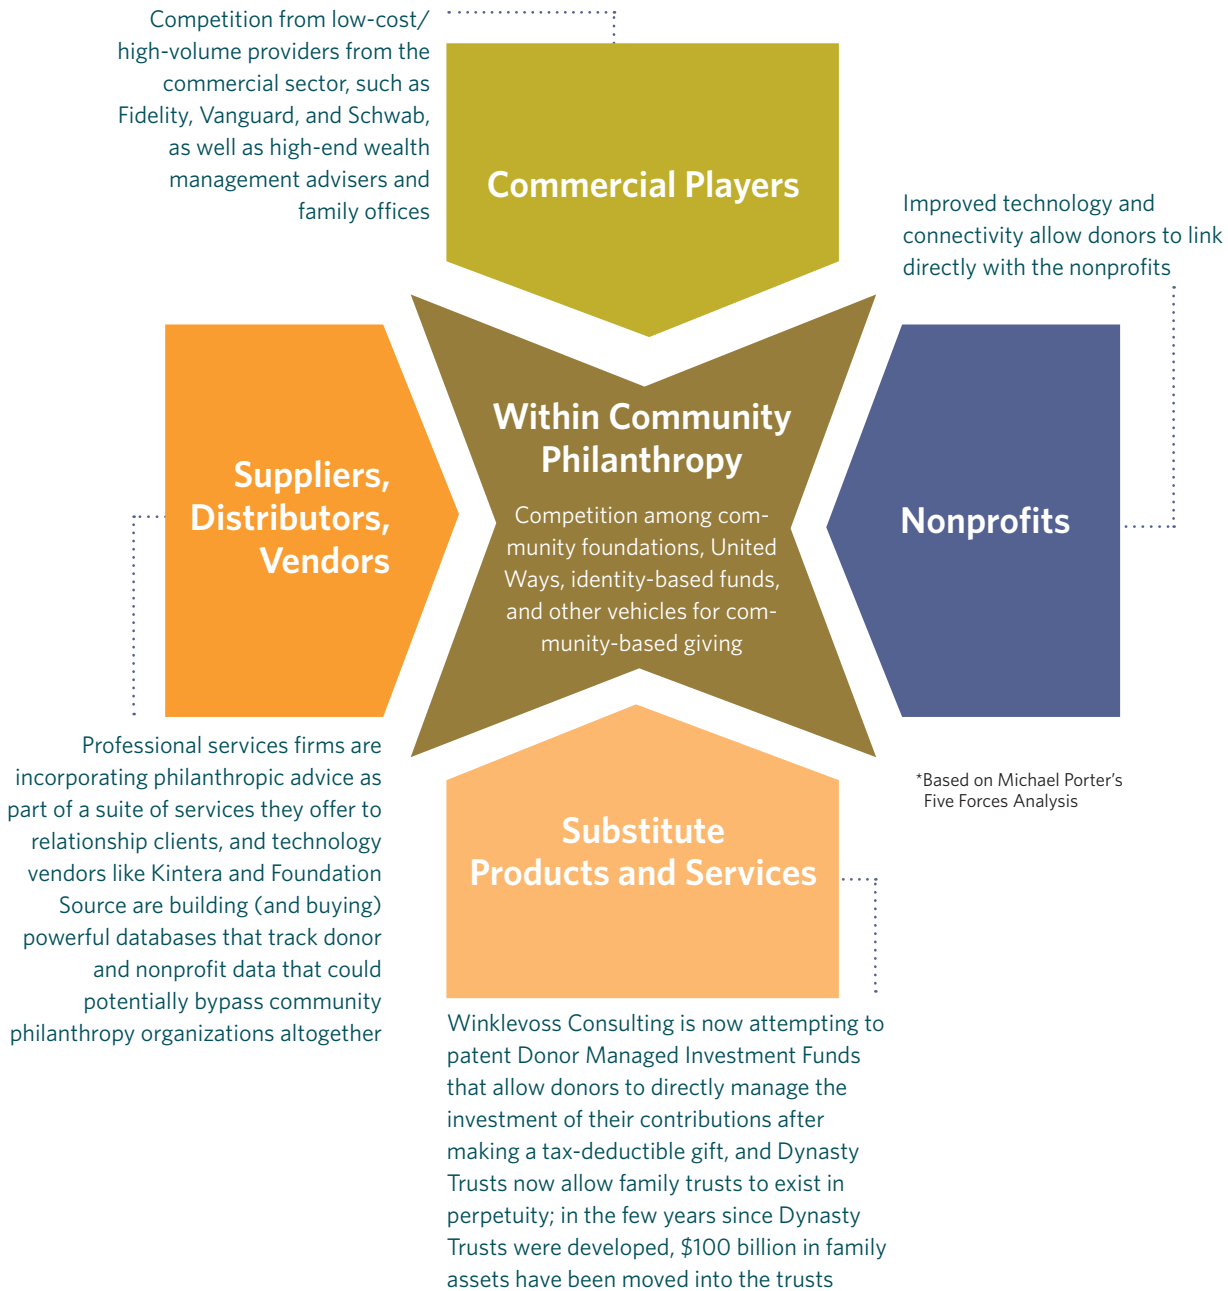 Competition from low-cost/
high-volume providers from the
commercial sector, such as
Fidelity, Vanguard, and Schwab,
as well as high-end wealth
management advisers and
family offices
Commercial Players
Improved technology and
connectivity allow donors to link
directly with the nonprofits
Suppliers,
Distributors,
Vendors
Within Community
Philanthropy
Competition among com-
munity foundations, United
Ways, identity-based funds,
and other vehicles for com-
munity-based giving
Nonprofits
Professional services firms are
incorporating philanthropic advice as
part of a suite of services they offer to
relationship clients, and technology
vendors like Kintera and Foundation
Source are building (and buying)
powerful databases that track donor
and nonprofit data that could
potentially bypass community
philanthropy organizations altogether
*Based on Michael Porter's
Five Forces Analysis
Substitute
Products and Services
Winklevoss Consulting is now attempting to
patent Donor Managed Investment Funds
that allow donors to directly manage the
investment of their contributions after
making a tax-deductible gift, and Dynasty
Trusts now allow family trusts to exist in
perpetuity; in the few years since Dynasty
Trusts were developed, $100 billion in family
assets have been moved into the trusts